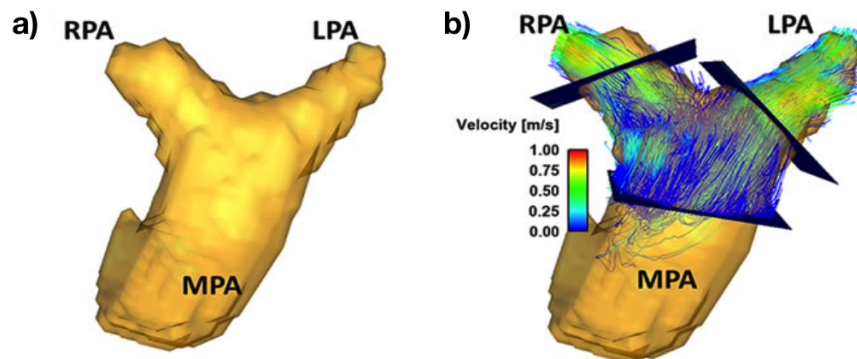 a)
RPA
LPA
MPA
b)
RPA
LPA
Velocity [m/s]
1.00
0.75
0.50
0.25
0.00
MPA